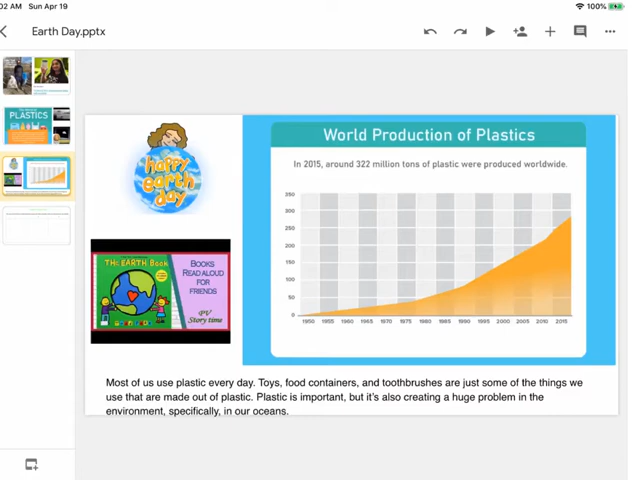 02 AM Sun Apr 19
100%
Earth Day.pptx
PLASTICS
happy
earth
day
THE EARTH Book
BOOKS
READ ALOUD
FOR
FRIENDS
PV
Story time
World Production of Plastics
In 2015, around 322 million tons of plastic were produced worldwide.
350
300
250
200
150
100
50
0
1950 1955 1960 1965 1970 1975 1980 1985 1990 1995 2000 2005 2010 2015
Most of us use plastic every day. Toys, food containers, and toothbrushes are just some of the things we
use that are made out of plastic. Plastic is important, but it's also creating a huge problem in the
environment, specifically, in our oceans.